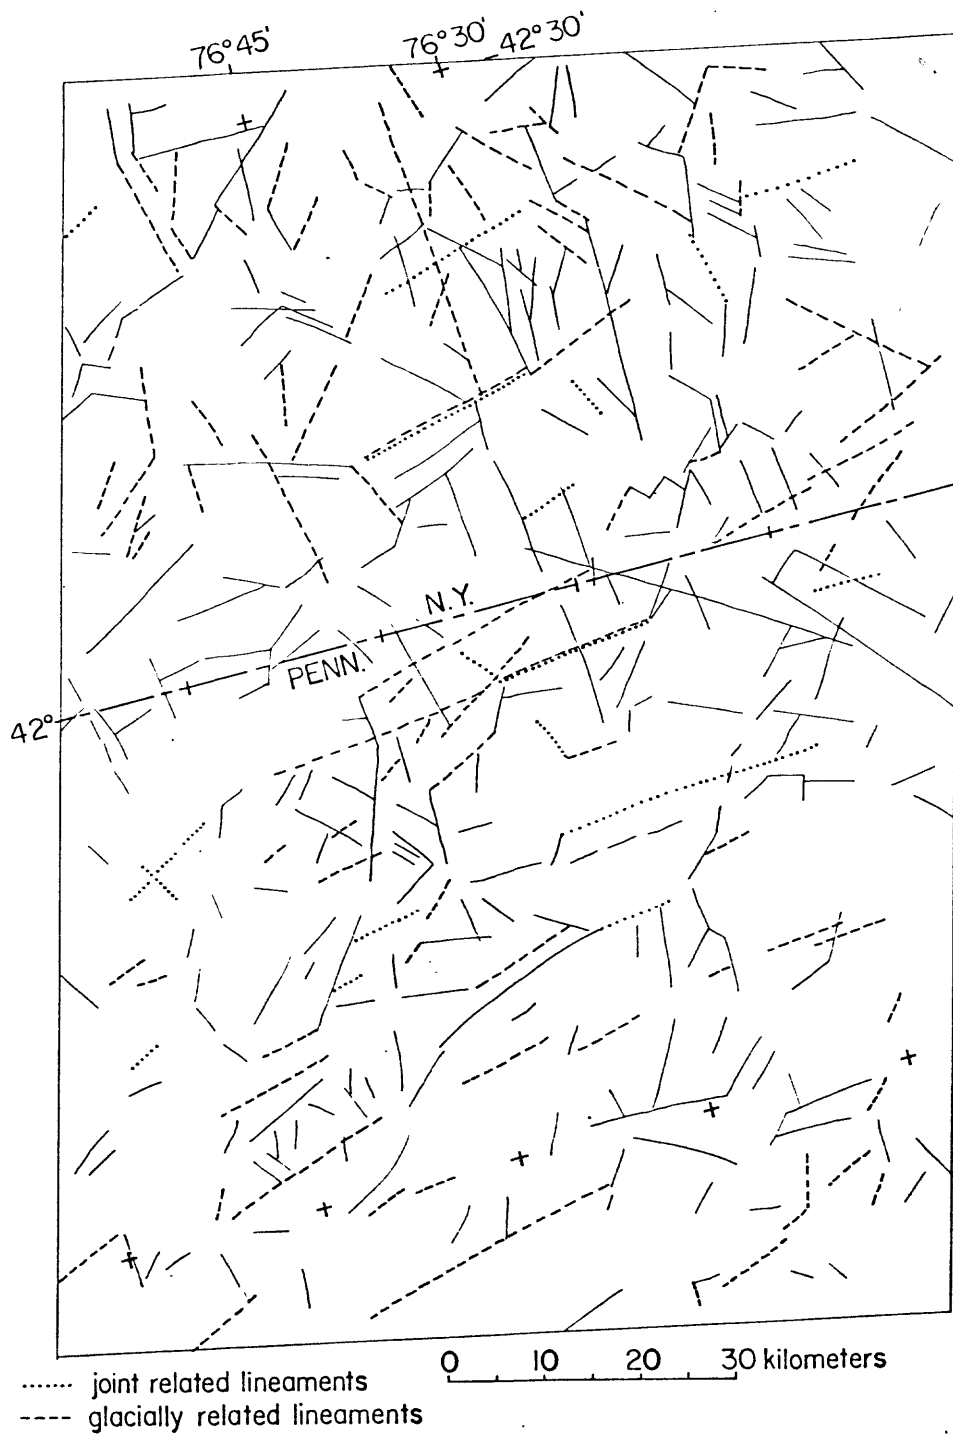 76°45' 76°30' 42°30'
N.Y.
PENN.
42°
0 10 20 30 kilometers
joint related lineaments
glacially related lineaments